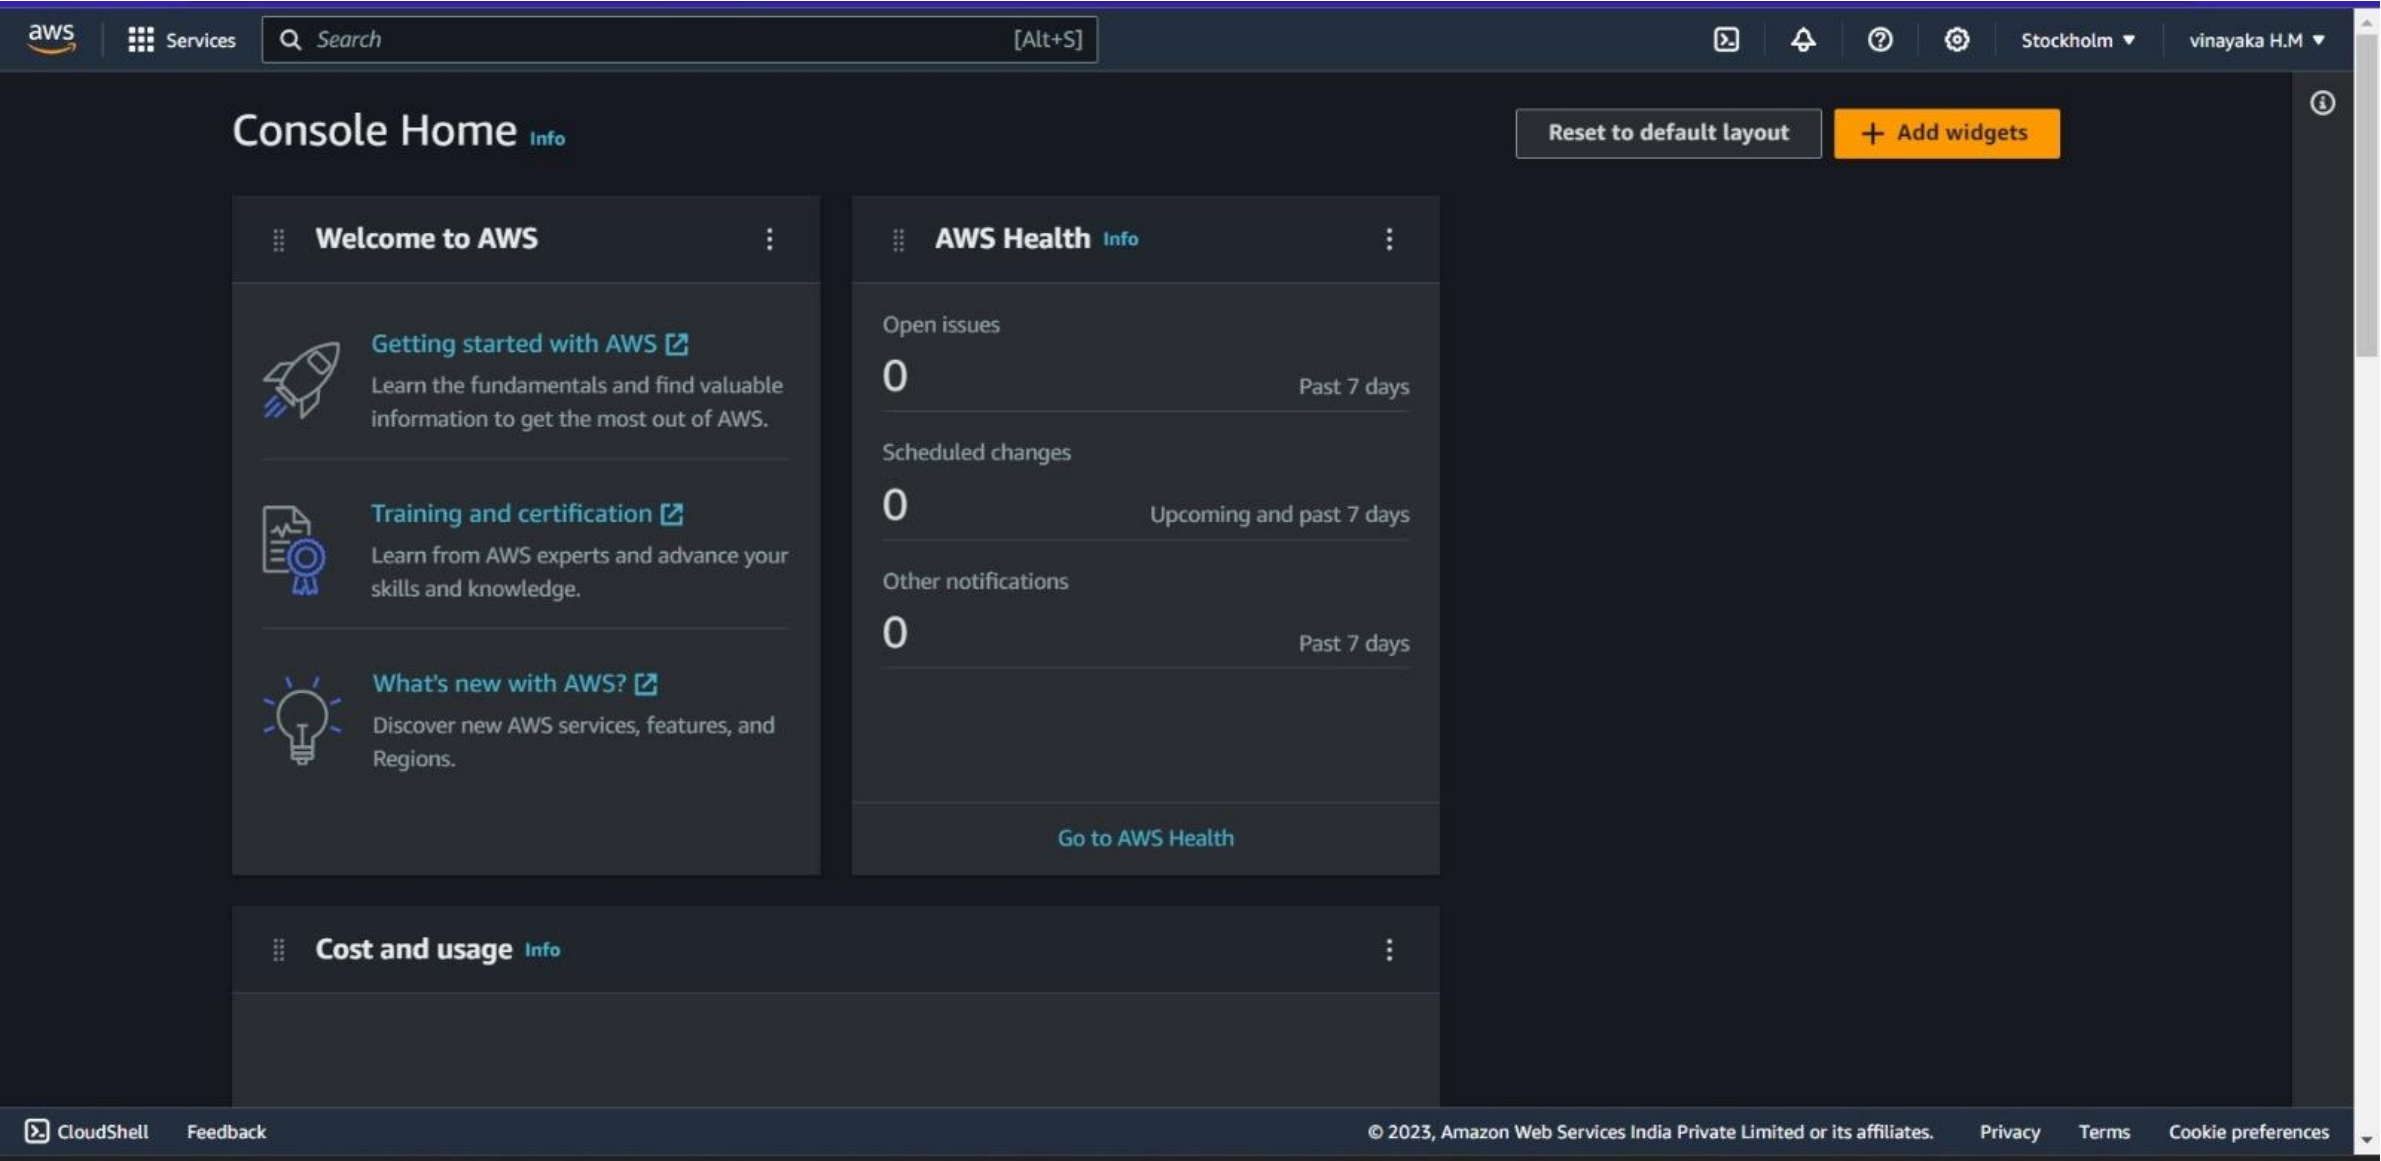 aws
Services
Search
[Alt+S]
Stockholm
vinayaka H.M
Console Home Info
Reset to default layout
+ Add widgets
Welcome to AWS
Getting started with AWS
Learn the fundamentals and find valuable
information to get the most out of AWS.
Training and certification
Learn from AWS experts and advance your
skills and knowledge.
What's new with AWS?
Discover new AWS services, features, and
Regions.
AWS Health Info
Open issues
0
Past 7 days
Scheduled changes
0
Upcoming and past 7 days
Other notifications
0
Past 7 days
Go to AWS Health
Cost and usage Info
CloudShell
Feedback
© 2023, Amazon Web Services India Private Limited or its affiliates.
Privacy
Terms
Cookie preferences